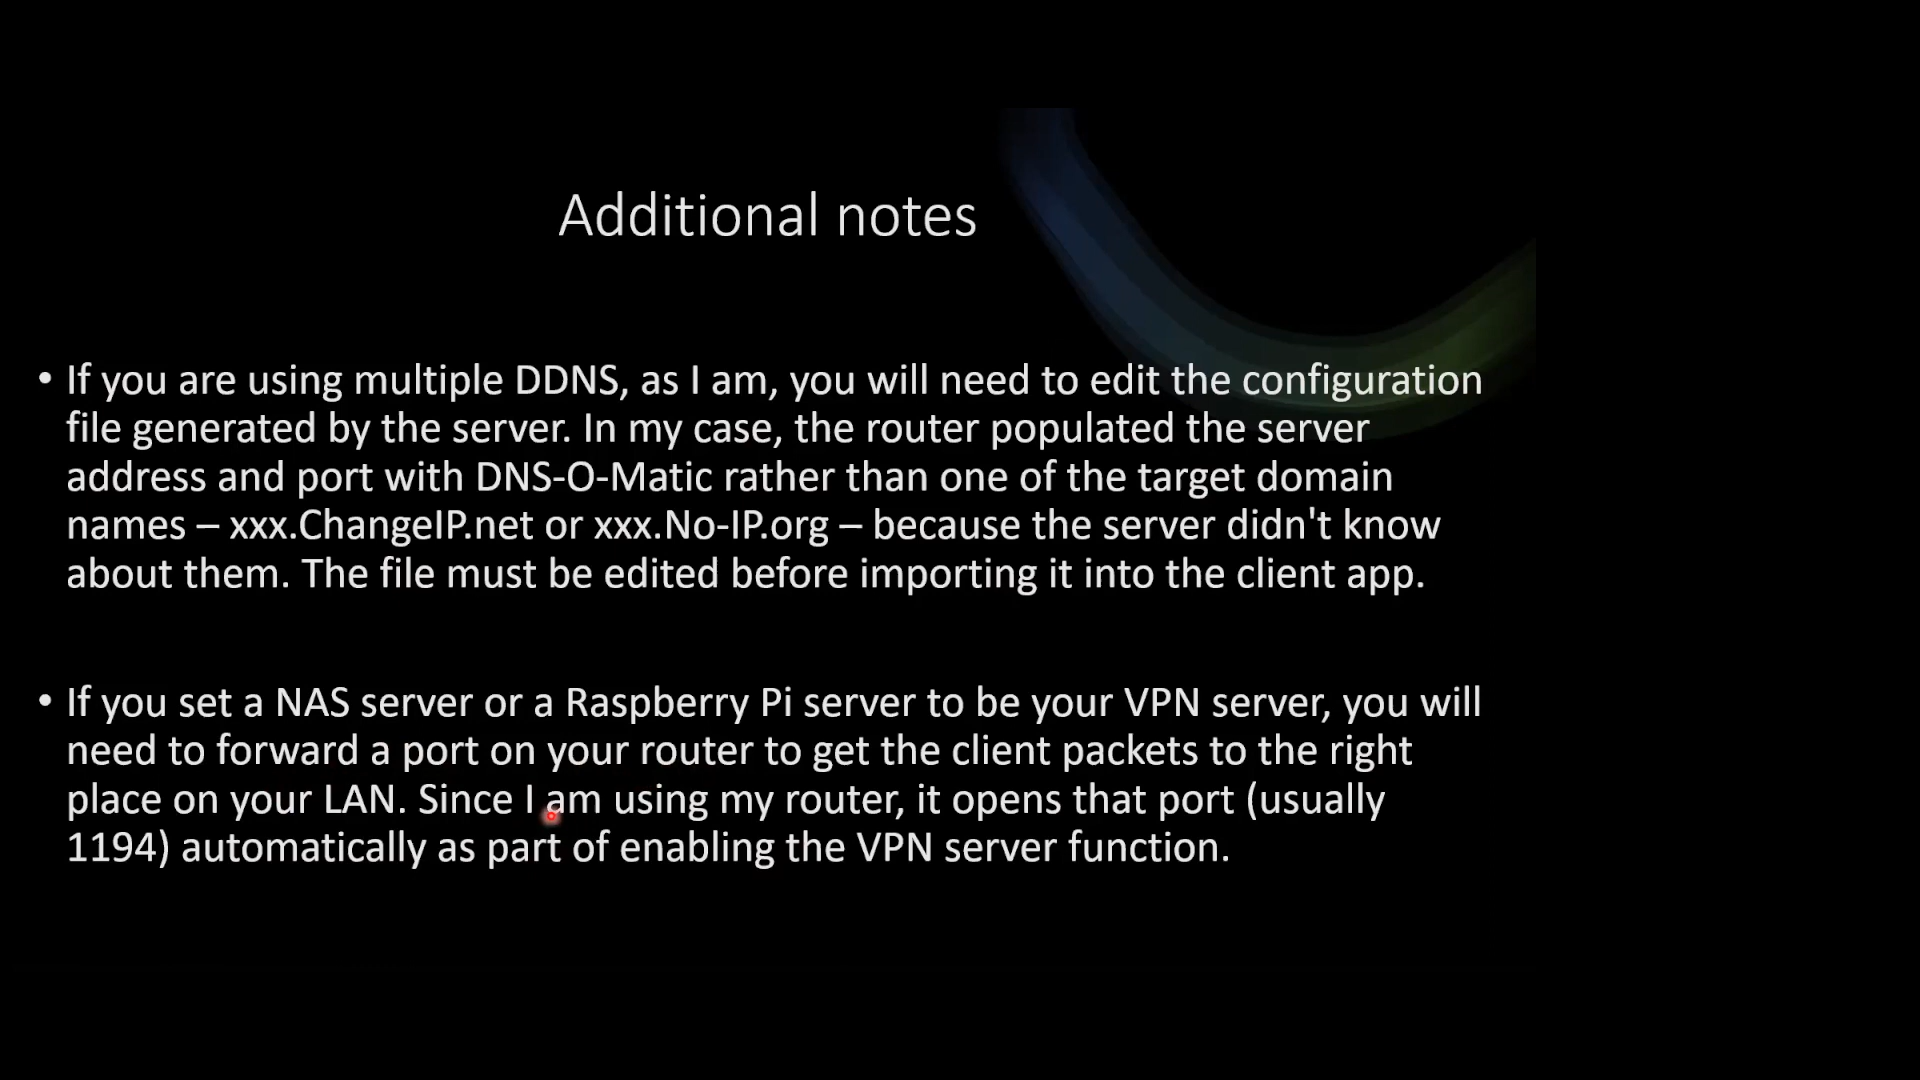 Additional notes
• If you are using multiple DDNS, as I am, you will need to edit the configuration
file generated by the server. In my case, the router populated the server
address and port with DNS-O-Matic rather than one of the target domain
names – xxx.ChangeIP.net or xxx.No-IP.org – because the server didn't know
about them. The file must be edited before importing it into the client app.
• If you set a NAS server or a Raspberry Pi server to be your VPN server, you will
need to forward a port on your router to get the client packets to the right
place on your LAN. Since I am using my router, it opens that port (usually
1194) automatically as part of enabling the VPN server function.